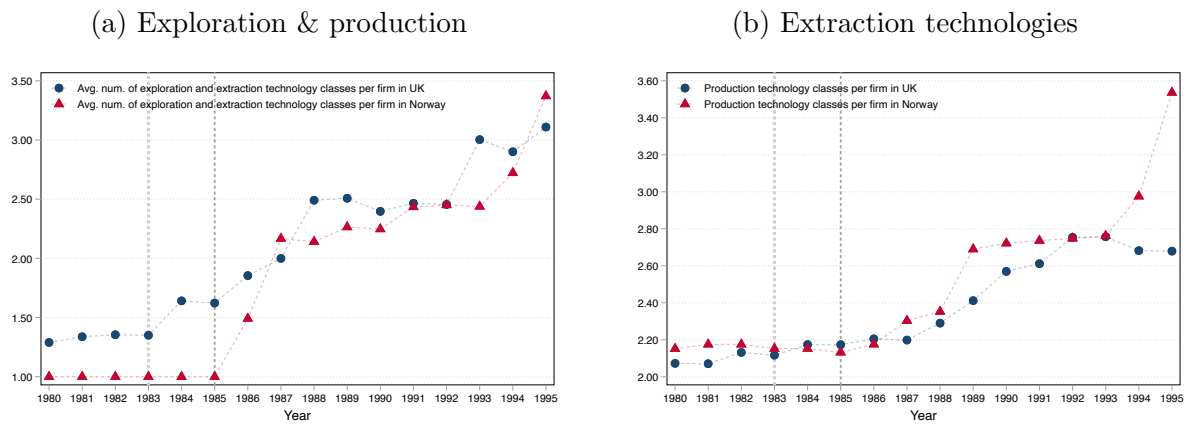 (a) Exploration & production
3.50
3.00
2.50
2.00
1.50
1.00
Avg. num. of exploration and extraction technology classes per firm in UK
Avg. num. of exploration and extraction technology classes per firm in Norway
1980 1981 1982 1983 1984 1985 1986 1987 1988 1989 1990 1991 1992 1993 1994 1995
Year
(b) Extraction technologies
3.60
3.40
3.20
3.00
2.80
2.60
2.40
2.20
2.00
Production technology classes per firm in UK
Production technology classes per firm in Norway
1980 1981 1982 1983 1984 1985 1986 1987 1988 1989 1990 1991 1992 1993 1994 1995
Year